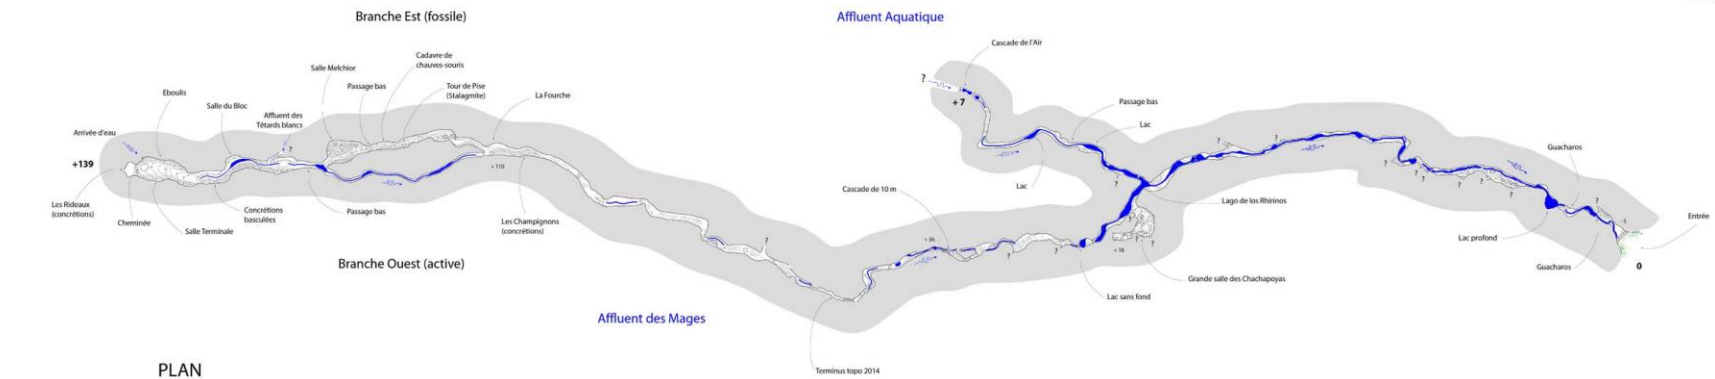 Branche Est (fossile)
Affluent Aquatique
Cascade de l'Air
?
+ 7
Passage bas
Lac
Lac
?
Cadavre de
chauves-souris
Salle Melchior
Passage bas
Tour de Pise
(Stalagmite)
La Fourche
Eboulis
Salle du Bloc
Affluent des
Têtards blancs
?
Arrivée d'eau
+139
Les Rideaux
(concrétions)
Cheminée
Salle Terminale
Concrétions
basculées
Passage bas
+ 110
Les Champignons
(concrétions)
Branche Ouest (active)
?
Affluent des Mages
Terminus topo 2014
Cascade de 10 m
+ 36
?
?
Lac sans fond
?
+ 16
?
?
Grande salle des Chachapoyas
Lago de los Rhirinos
?
?
?
?
?
?
?
?
Guacharos
?
Lac profond
Guacharos
- 5
Entrée
0
PLAN